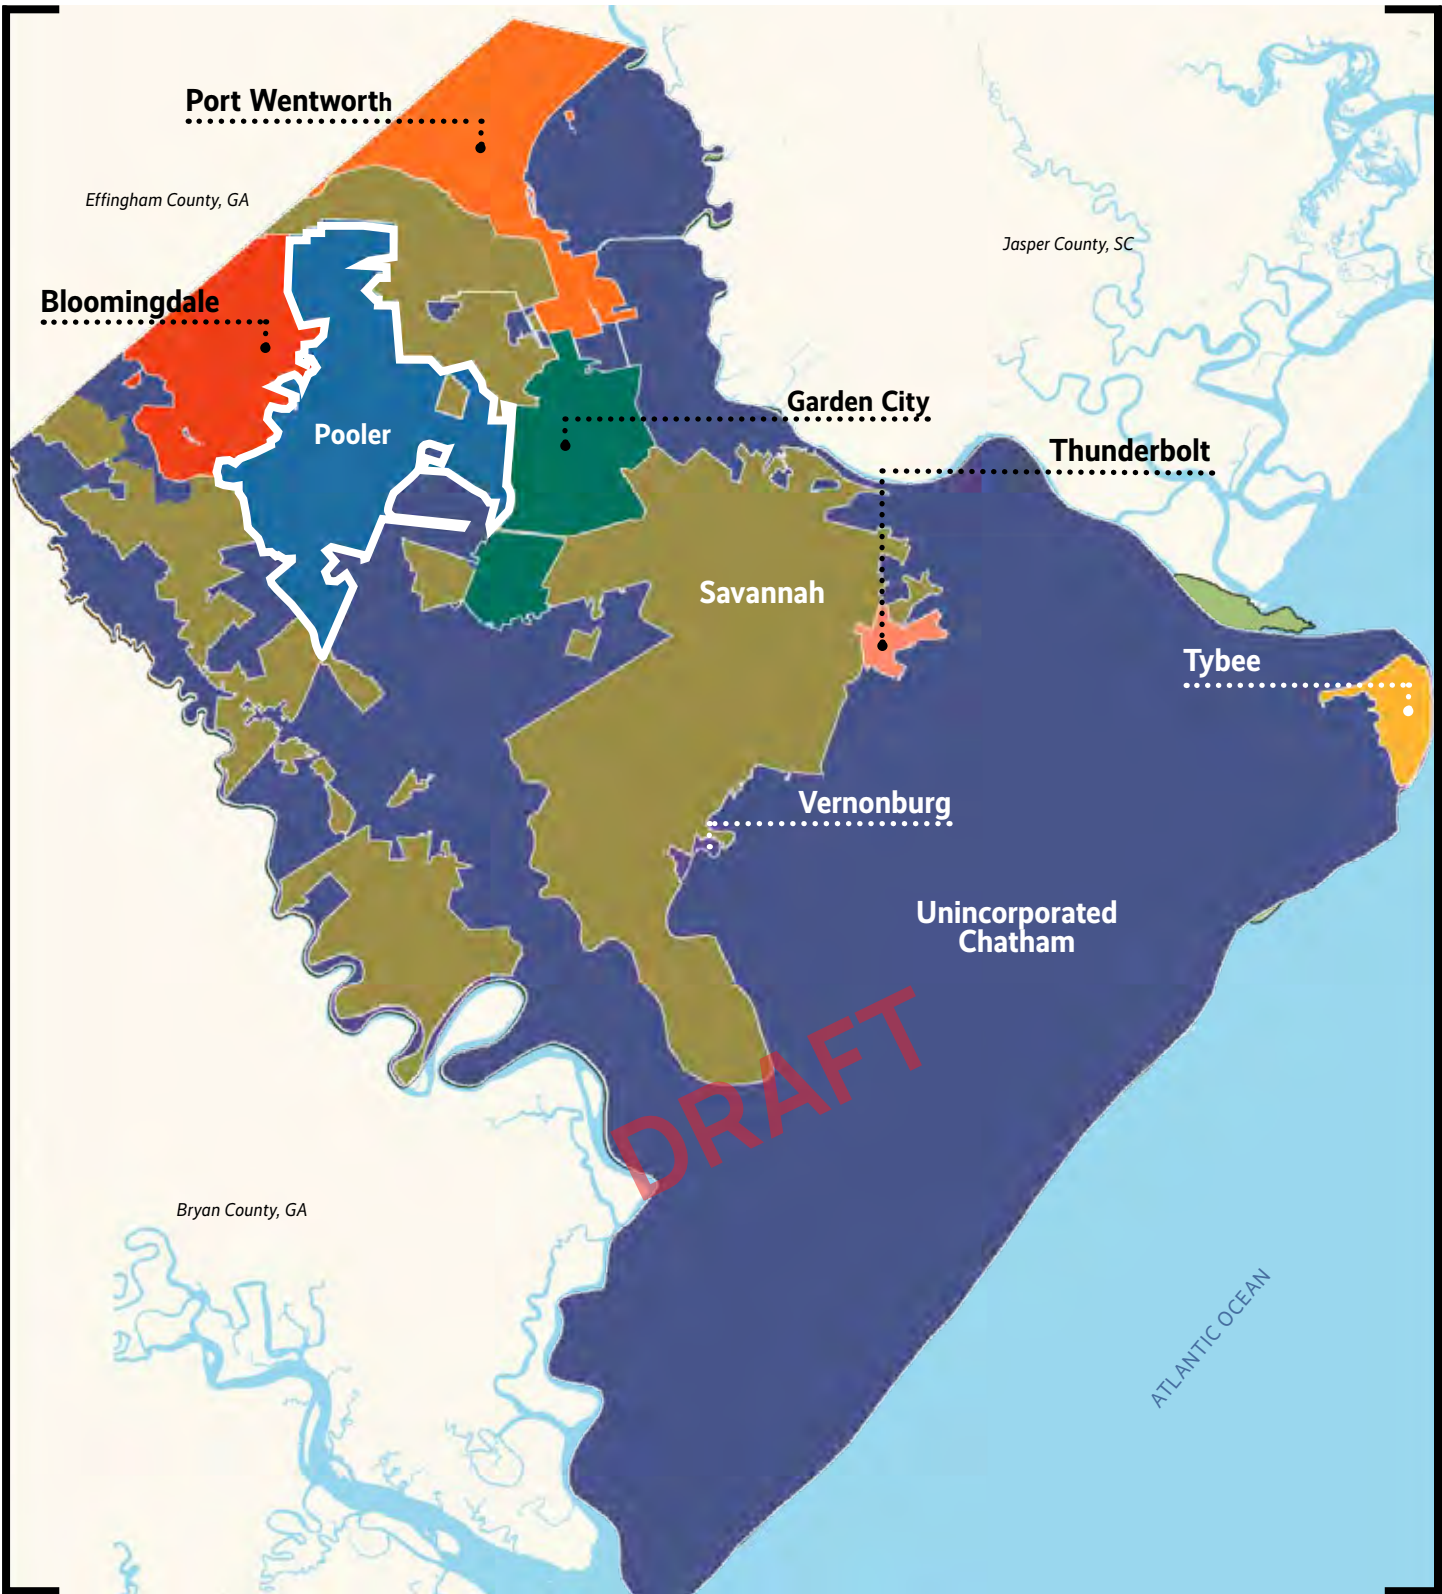 Port Wentworth
Effingham County, GA
Jasper County, SC
Bloomingdale
Garden City
Pooler
Thunderbolt
Savannah
Tybee
Vernonburg
Unincorporated
Chatham
DRAFT
Bryan County, GA
ATLANTIC OCEAN